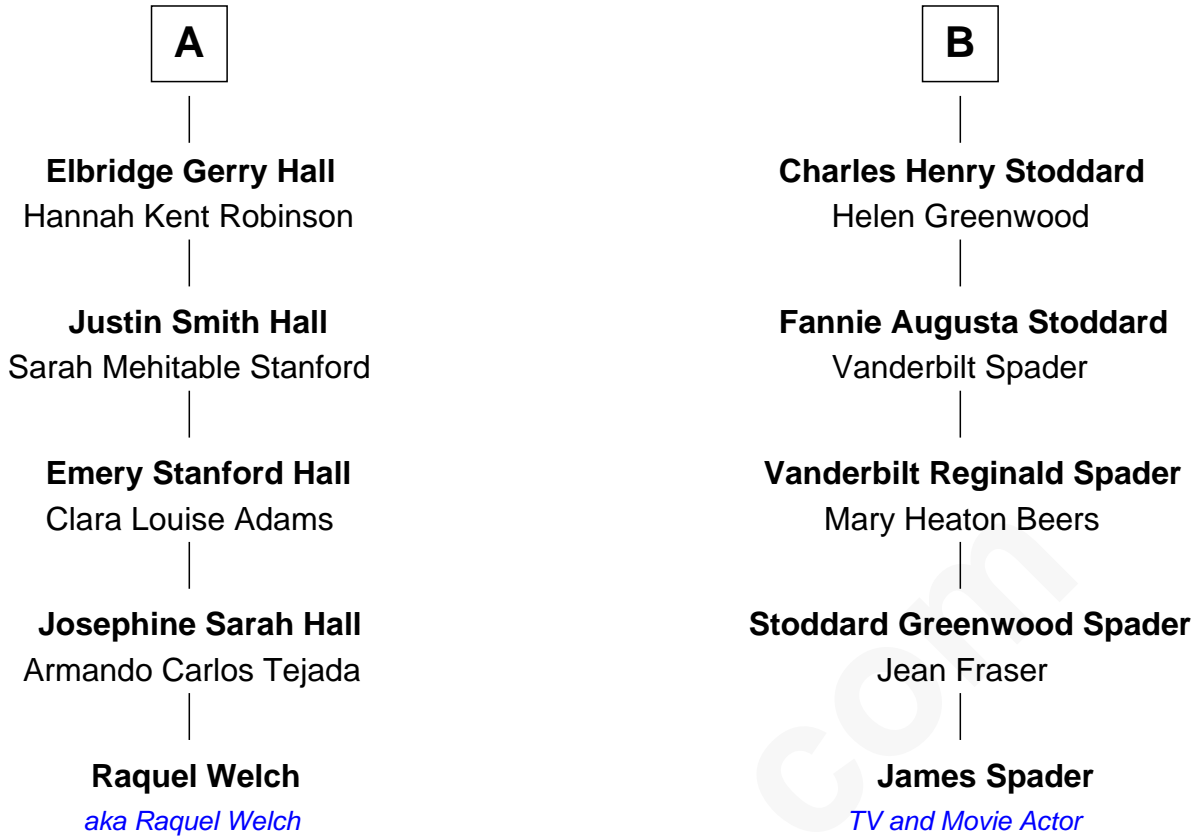 A
Elbridge Gerry Hall
Hannah Kent Robinson
Justin Smith Hall
Sarah Mehitable Stanford
Emery Stanford Hall
Clara Louise Adams
Josephine Sarah Hall
Armando Carlos Tejada
Raquel Welch
aka Raquel Welch
B
Charles Henry Stoddard
Helen Greenwood
Fannie Augusta Stoddard
Vanderbilt Spader
Vanderbilt Reginald Spader
Mary Heaton Beers
Stoddard Greenwood Spader
Jean Fraser
James Spader
TV and Movie Actor
com